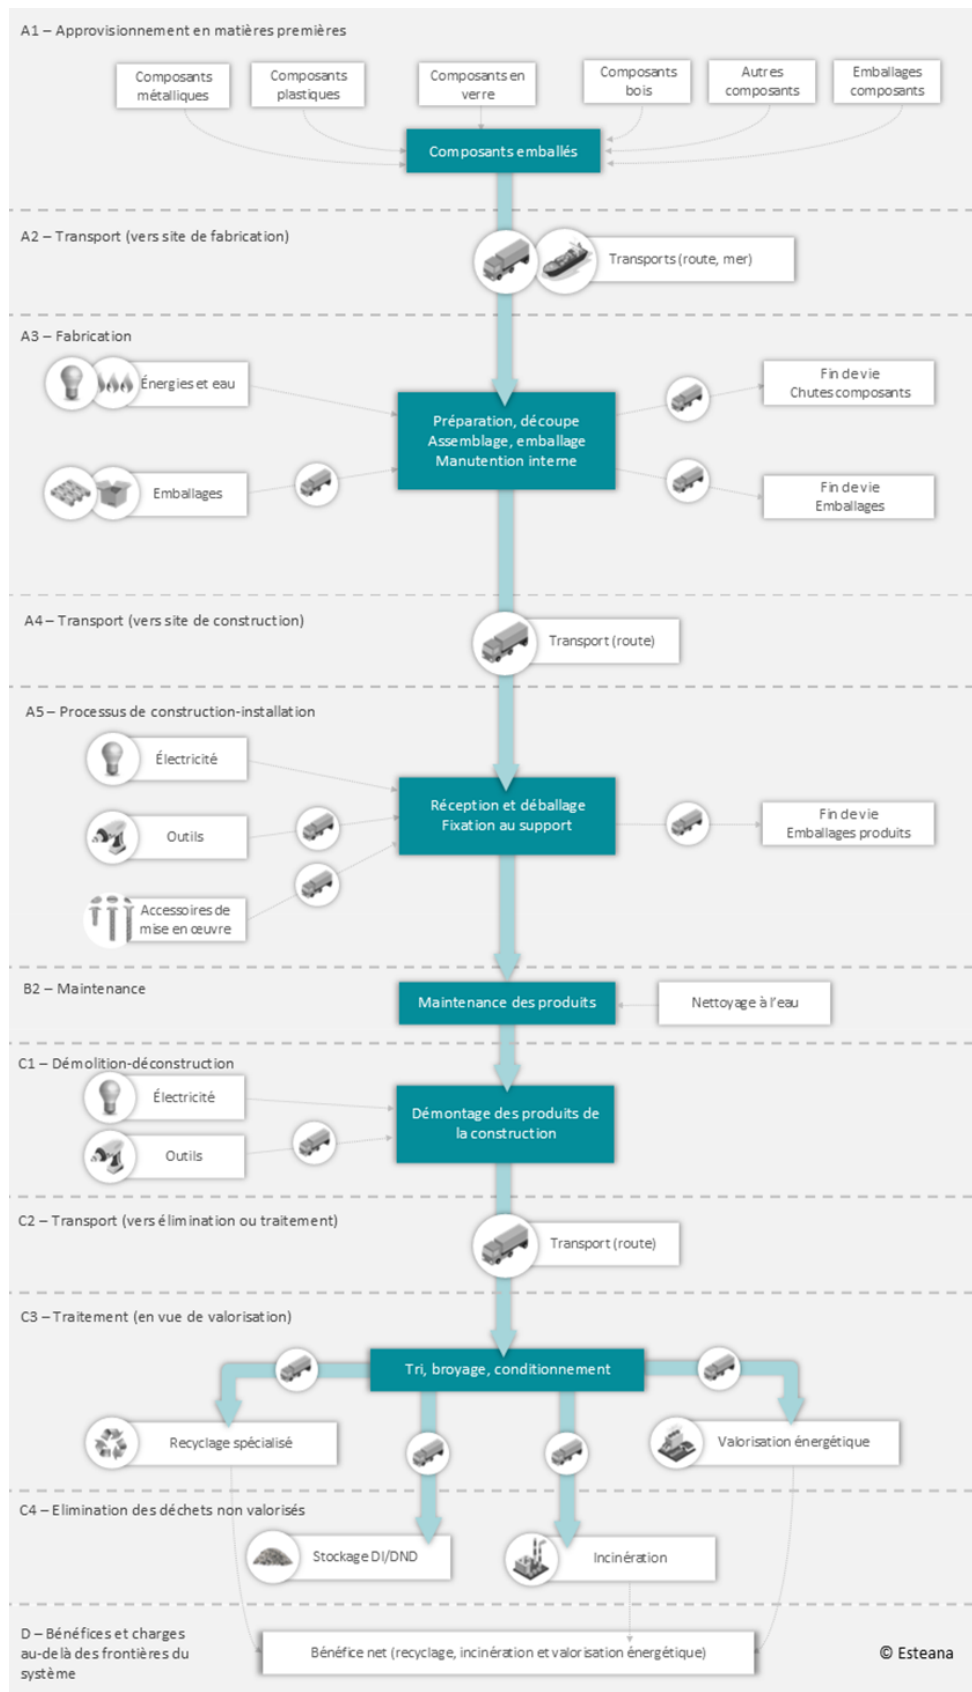 A1 – Approvisionnement en matières premières
Composants
métalliques
Composants
plastiques
Composants en
verre
Composants
bois
Autres
composants
Emballages
composants
Composants emballés
A2 – Transport (vers site de fabrication)
Transports (route, mer)
A3 – Fabrication
Énergies et eau
Emballages
Préparation, découpe
Assemblage, emballage
Manutention interne
Fin de vie
Chutes composants
Fin de vie
Emballages
A4 – Transport (vers site de construction)
Transport (route)
A5 – Processus de construction-installation
Électricité
Outils
Accessoires de
mise en œuvre
Réception et déballage
Fixation au support
Fin de vie
Emballages produits
B2 – Maintenance
Maintenance des produits
Nettoyage à l’eau
C1 – Démolition-déconstruction
Électricité
Outils
Démontage des produits de
la construction
C2 – Transport (vers élimination ou traitement)
Transport (route)
C3 – Traitement (en vue de valorisation)
Tri, broyage, conditionnement
Recyclage spécialisé
Valorisation énergétique
C4 – Elimination des déchets non valorisés
Stockage DI/DND
Incinération
D – Bénéfices et charges
au-delà des frontières du
système
Bénéfice net (recyclage, incinération et valorisation énergétique)
© Esteana